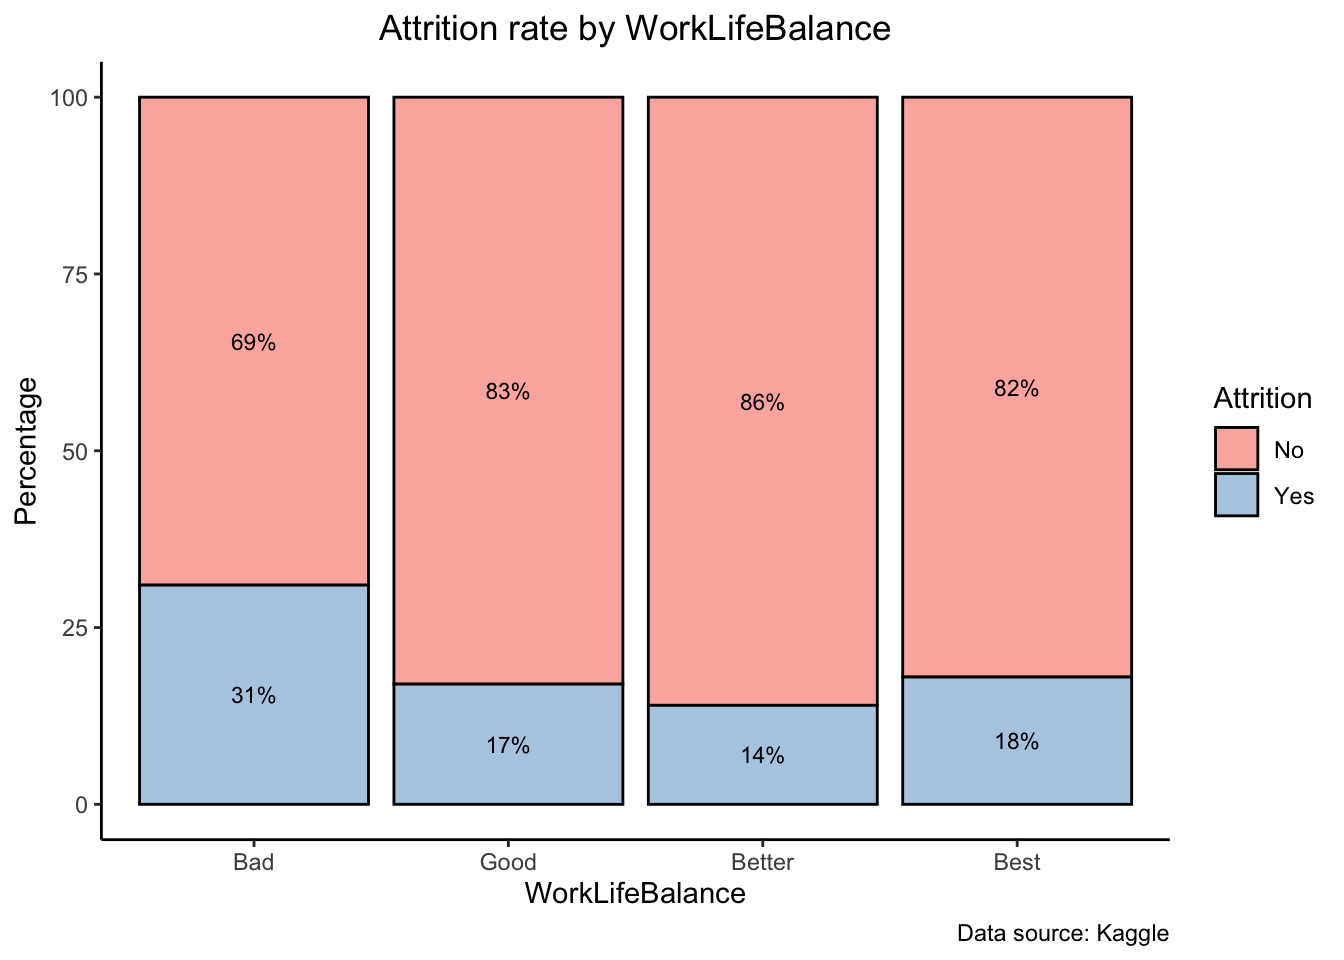 Attrition rate by WorkLifeBalance
Percentage
100
75
50
25
0
69%
83%
86%
82%
31%
17%
14%
18%
Bad
Good
Better
Best
WorkLifeBalance
Attrition
No
Yes
Data source: Kaggle